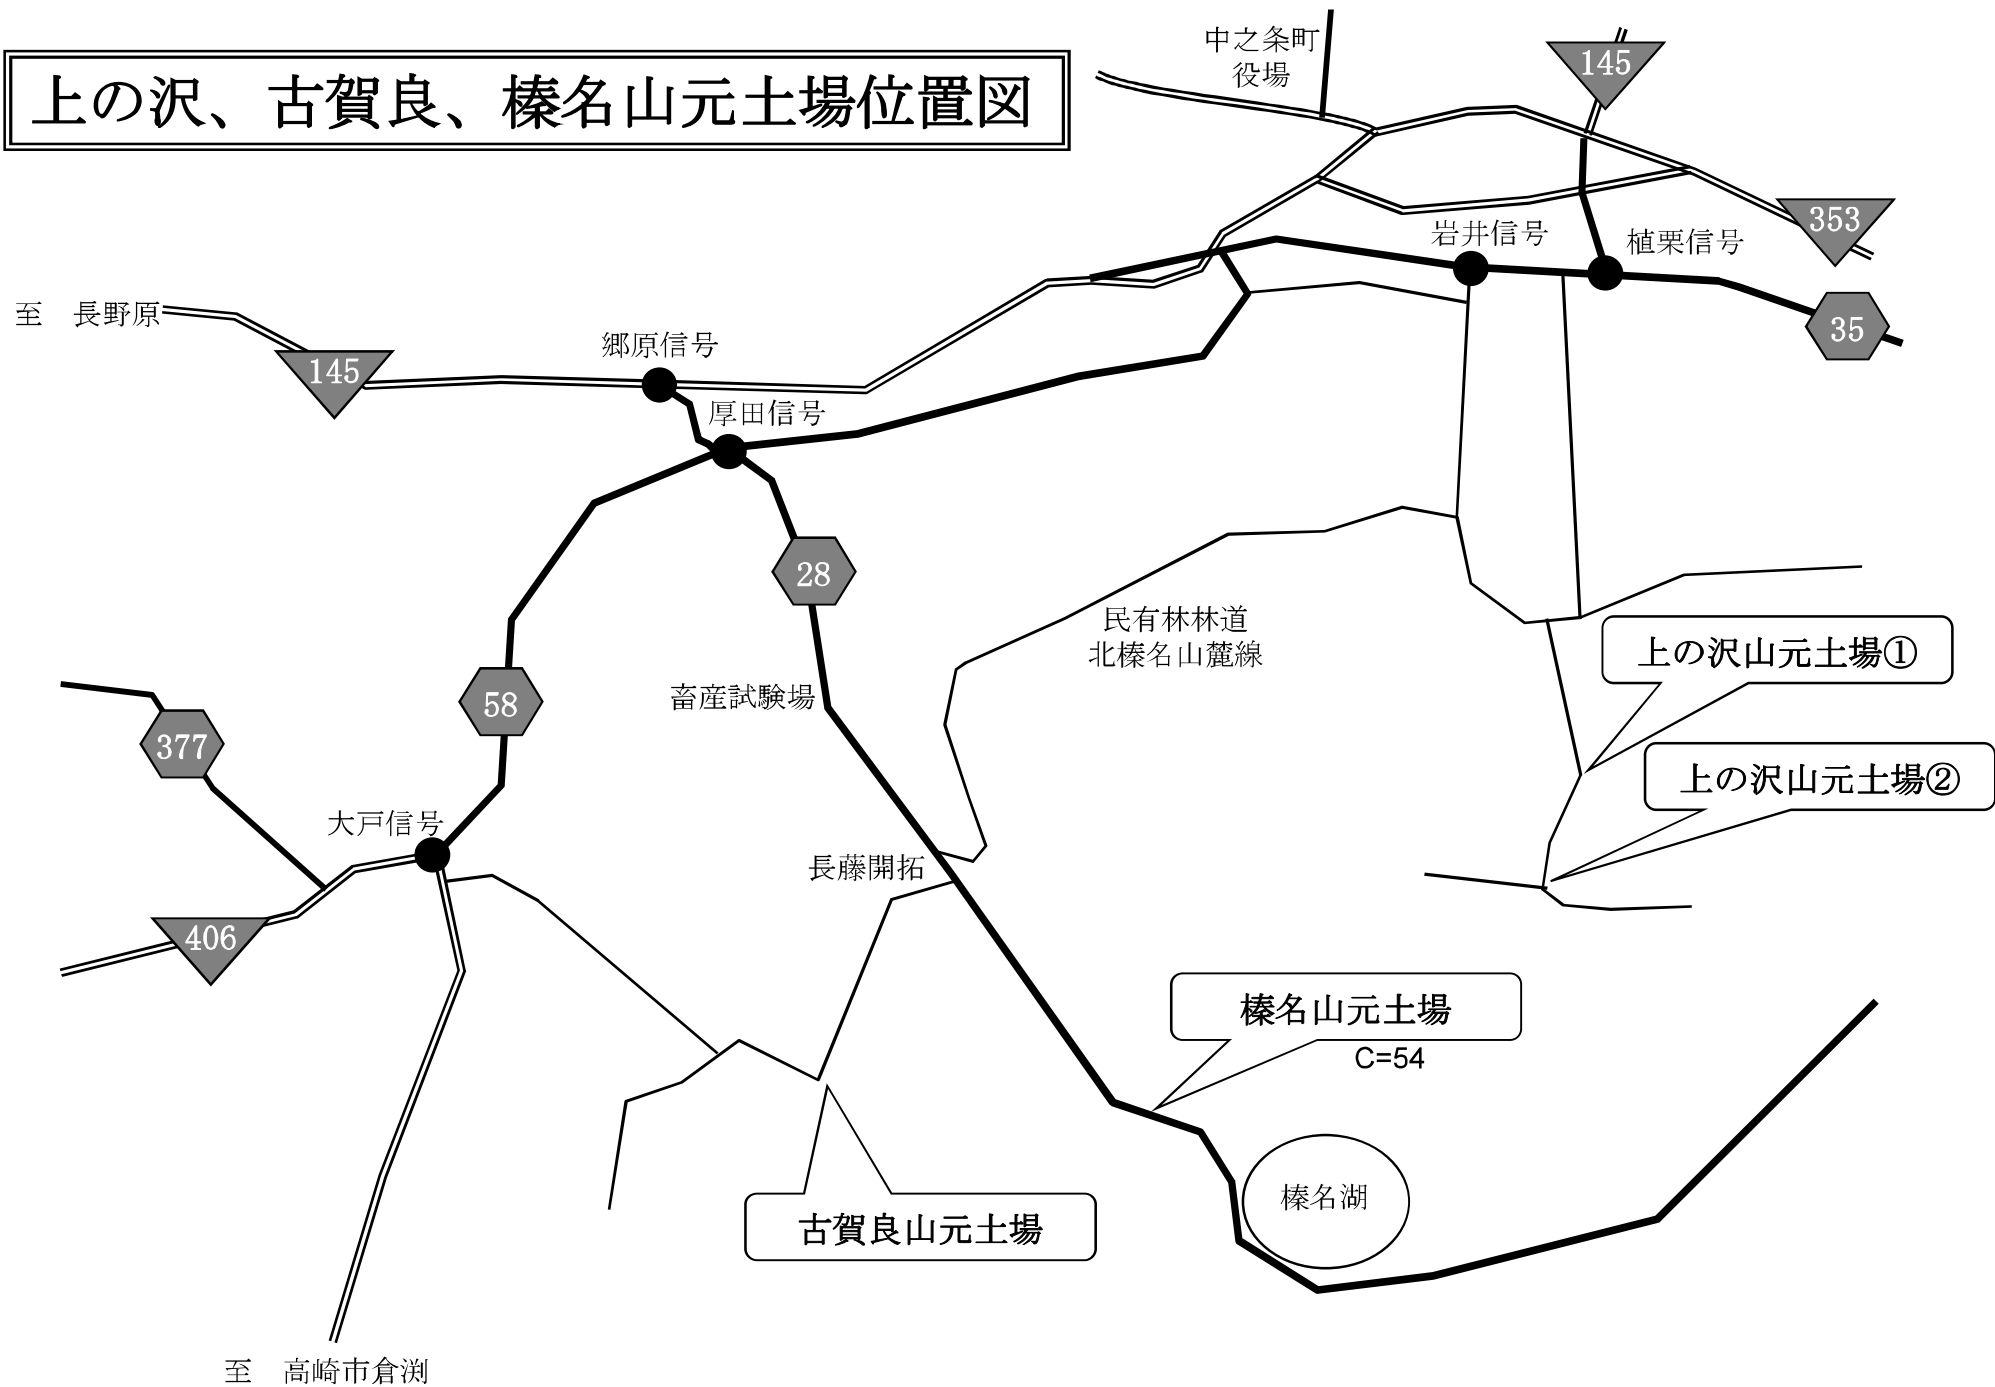 上の沢、古賀良、榛名山元土場位置図
中之条町
役場
145
353
岩井信号
植栗信号
35
至　長野原
145
郷原信号
厚田信号
28
民有林林道
北榛名山麓線
上の沢山元土場①
畜産試験場
58
377
上の沢山元土場②
大戸信号
長藤開拓
406
榛名山元土場
C=54
榛名湖
古賀良山元土場
至　高崎市倉渕